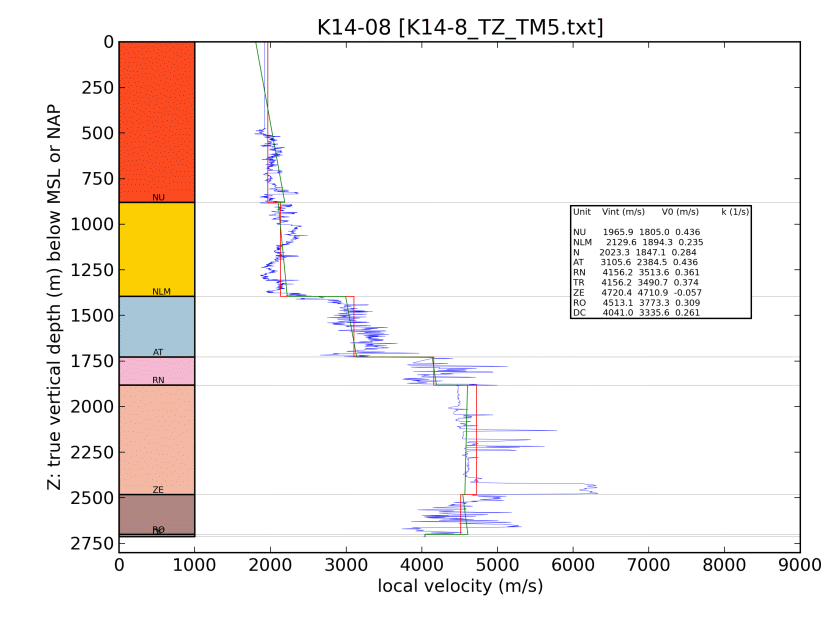 K14-08 [K14-8_TZ_TM5.txt]
Z: true vertical depth (m) below MSL or NAP
0
250
500
750
1000
1250
1500
1750
2000
2250
2500
2750
NU
NLM
AT
RN
ZE
RO
Unit Vint (m/s) V0 (m/s) k (1/s)
NU 1965.9 1805.0 0.436
NLM 2129.6 1894.3 0.235
N 2023.3 1847.1 0.284
AT 3105.6 2384.5 0.436
RN 4156.2 3513.6 0.361
TR 4156.2 3490.7 0.374
ZE 4720.4 4710.9 -0.057
RO 4513.1 3773.3 0.309
DC 4041.0 3335.6 0.261
0 1000 2000 3000 4000 5000 6000 7000 8000 9000
local velocity (m/s)